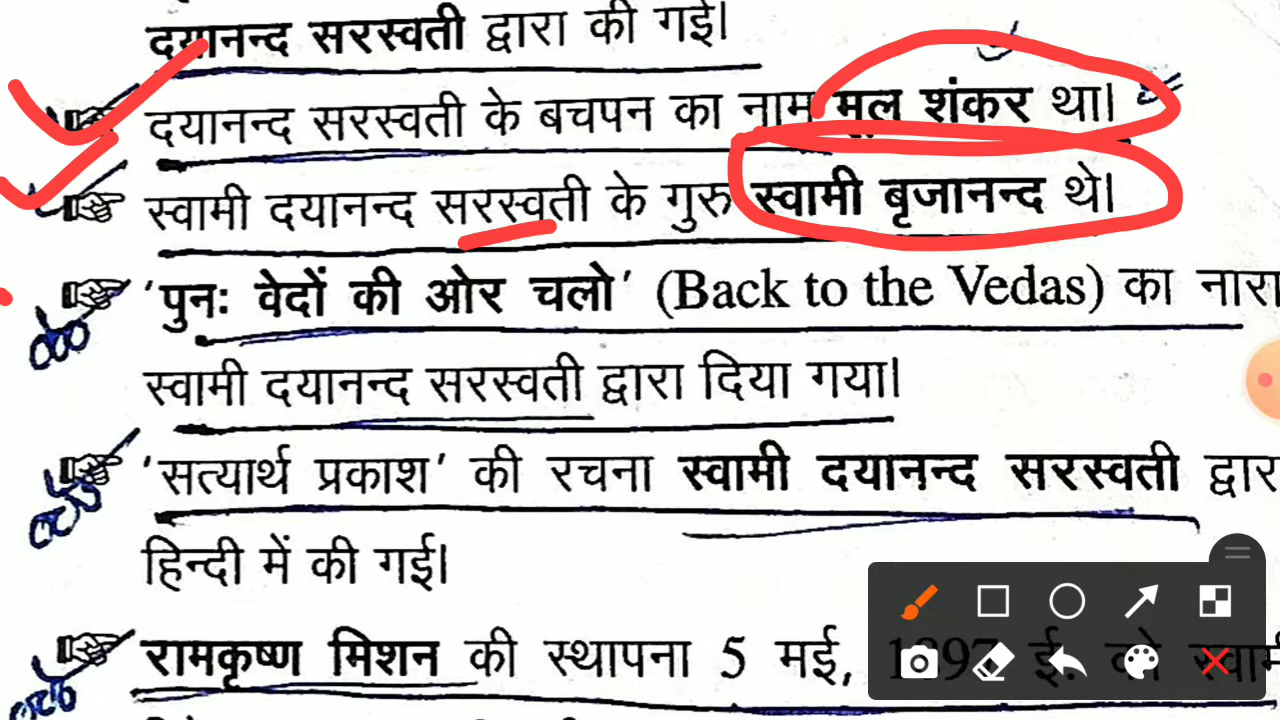 दयानन्द सरस्वती द्वारा की गई।
दयानन्द सरस्वती के बचपन का नाम मूल शंकर था।
स्वामी दयानन्द सरस्वती के गुरु स्वामी बृजानन्द थे।
'पुनः वेदों की ओर चलो' (Back to the Vedas) का नारा
स्वामी दयानन्द सरस्वती द्वारा दिया गया।
'सत्यार्थ प्रकाश' की रचना स्वामी दयानन्द सरस्वती द्वार
हिन्दी में की गई।
रामकृष्ण मिशन की स्थापना 5 मई, 1897 ई. को स्वामी